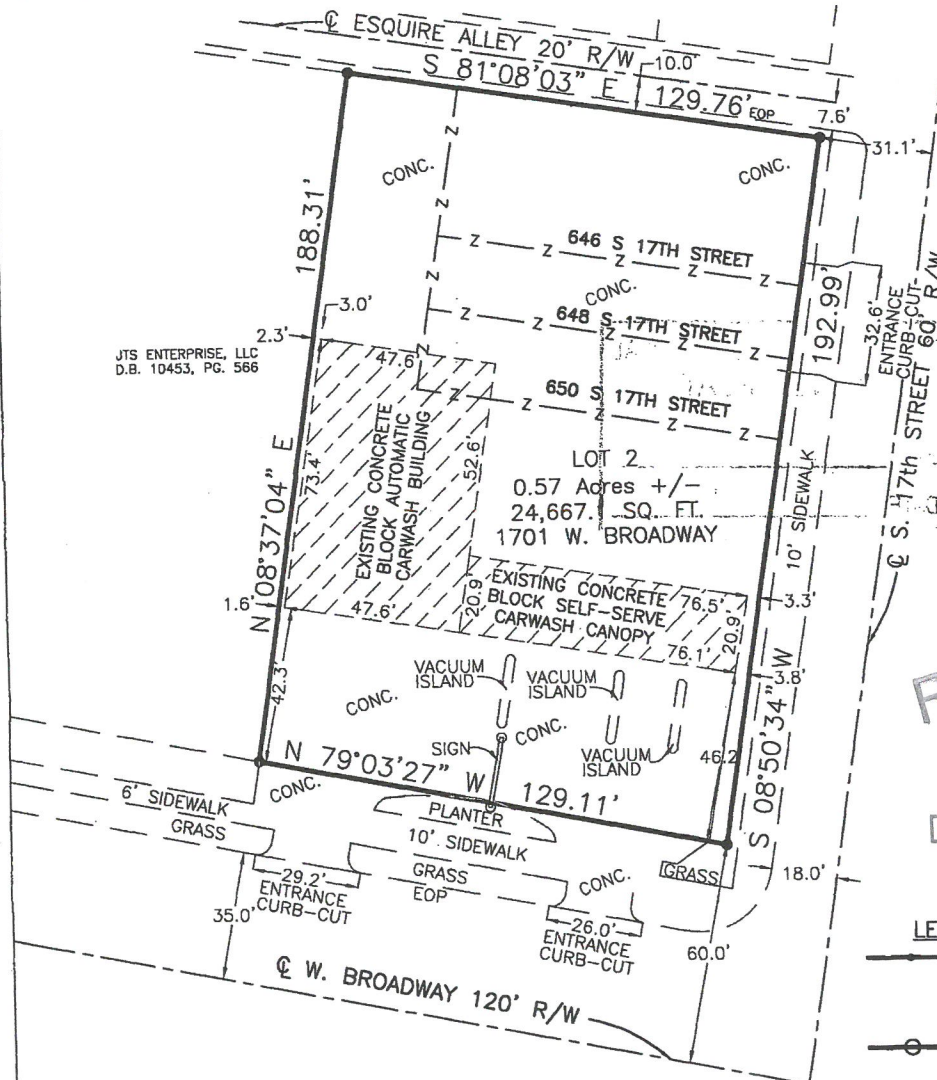 ℄ ESQUIRE ALLEY 20' R/W
S 81°08'03" E
10.0'
129.76'
EOP
7.6'
31.1'
CONC.
CONC.
188.31'
646 S 17TH STREET
CONC.
648 S 17TH STREET
650 S 17TH STREET
192.99'
32.6'
ENTRANCE
CURB-CUT
℄ S. 17th STREET 60' R/W
3.0'
2.3'
JTS ENTERPRISE, LLC
D.B. 10453, PG. 566
47.6'
EXISTING CONCRETE
BLOCK AUTOMATIC
CARWASH BUILDING
73.4'
52.6'
N 08°37'04" E
LOT 2
0.57 Acres +/-
24,667. SQ. FT.
1701 W. BROADWAY
10' SIDEWALK
EXISTING CONCRETE
BLOCK SELF-SERVE
CARWASH CANOPY
76.5'
20.9'
20.9'
3.3'
1.6'
47.6'
76.1'
3.8'
42.3'
VACUUM
ISLAND
VACUUM
ISLAND
VACUUM
ISLAND
CONC.
CONC.
SIGN
46.2'
S 08°50'34" W
N 79°03'27" W
129.11'
CONC.
6' SIDEWALK
GRASS
PLANTER
10' SIDEWALK
GRASS
EOP
GRASS
CONC.
18.0'
29.2'
ENTRANCE
CURB-CUT
35.0'
26.0'
ENTRANCE
CURB-CUT
60.0'
℄ W. BROADWAY 120' R/W
LE